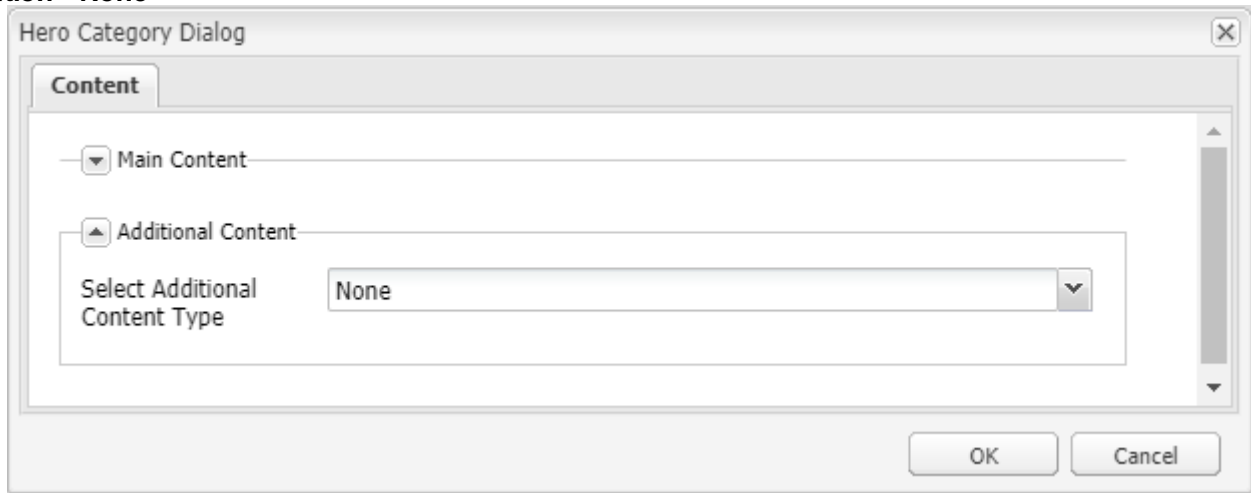 Hero Category Dialog
Content
Main Content
Additional Content
Select Additional
Content Type
None
OK
Cancel